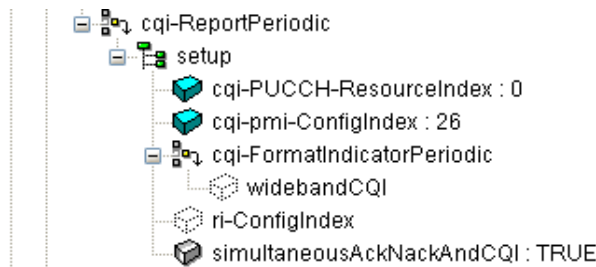 cqi-ReportPeriodic
setup
cqi-PUCCH-ResourceIndex : 0
cqi-pmi-ConfigIndex : 26
cqi-FormatIndicatorPeriodic
widebandCQI
ri-ConfigIndex
simultaneousAckNackAndCQI : TRUE